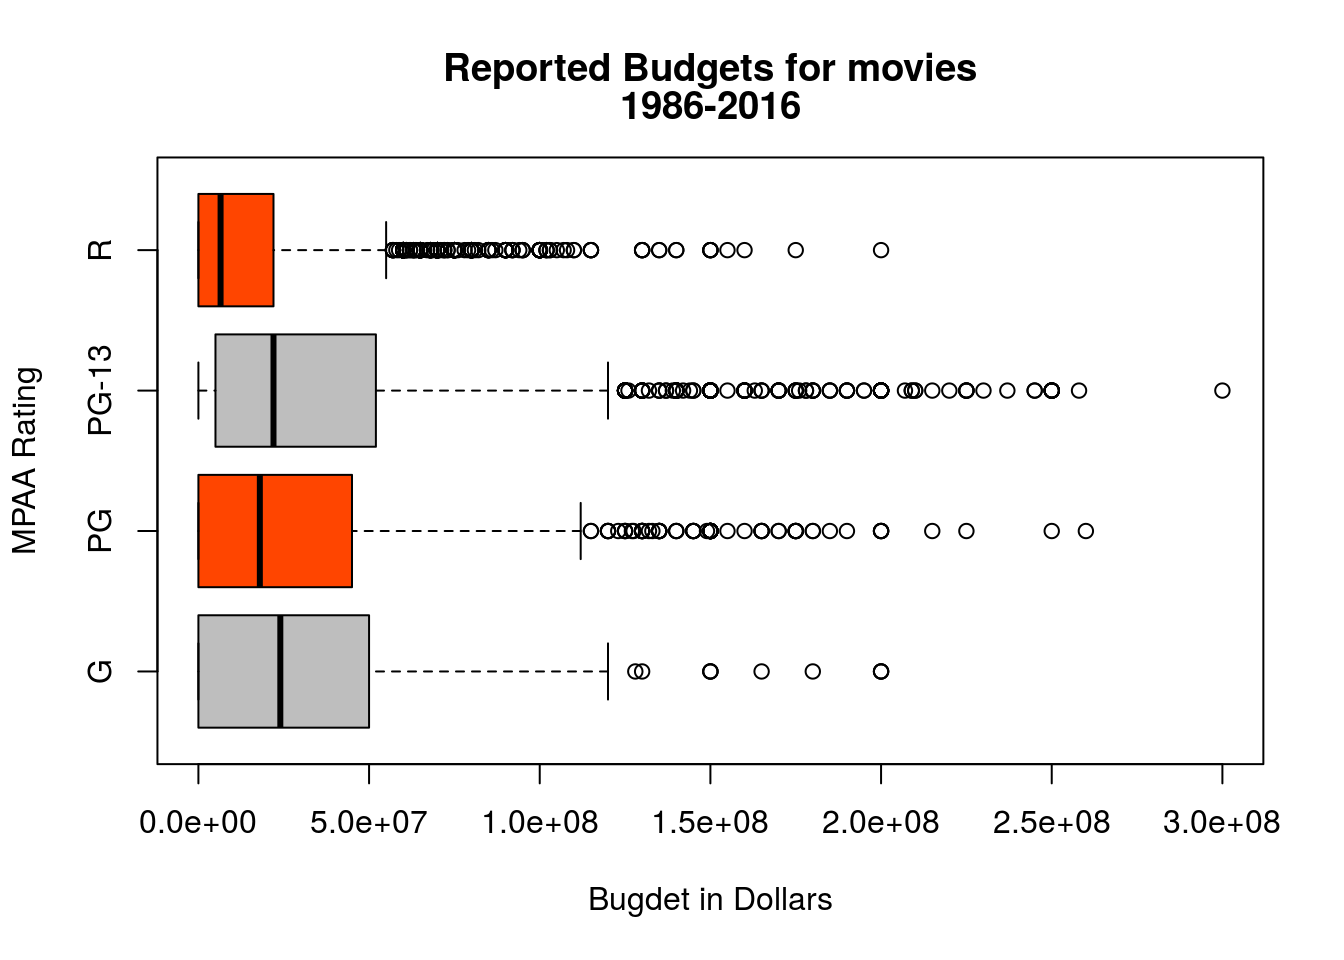 Reported Budgets for movies
1986-2016
R
PG-13
PG
G
MPAA Rating
0.0e+00 5.0e+07 1.0e+08 1.5e+08 2.0e+08 2.5e+08 3.0e+08
Bugdet in Dollars